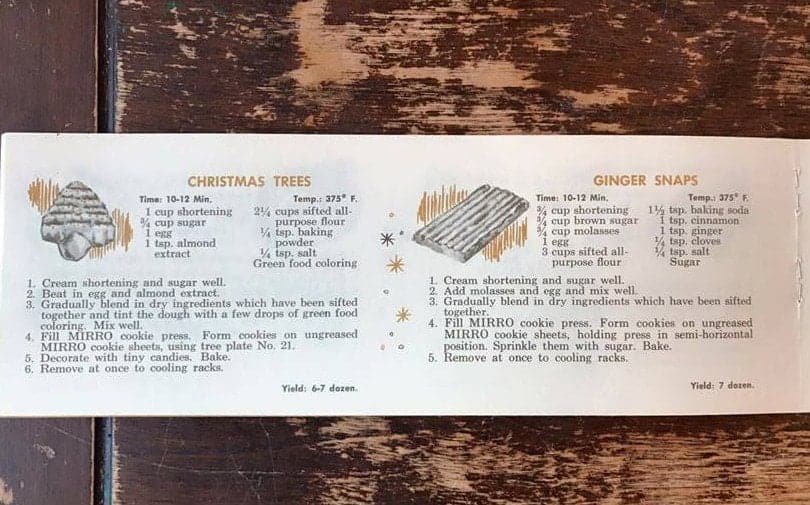 CHRISTMAS TREES
Time: 10-12 Min. Temp.: 375° F.
1 cup shortening
¾ cup sugar
1 egg
1 tsp. almond
extract
2¼ cups sifted all-
purpose flour
¼ tsp. baking
powder
¼ tsp. salt
Green food coloring
1. Cream shortening and sugar well.
2. Beat in egg and almond extract.
3. Gradually blend in dry ingredients which have been sifted
together and tint the dough with a few drops of green food
coloring. Mix well.
4. Fill MIRRO cookie press. Form cookies on ungreased
MIRRO cookie sheets, using tree plate No. 21.
5. Decorate with tiny candies. Bake.
6. Remove at once to cooling racks.
Yield: 6-7 dozen.
GINGER SNAPS
Time: 10-12 Min. Temp.: 375° F.
¾ cup shortening
¾ cup brown sugar
¾ cup molasses
1 egg
3 cups sifted all-
purpose flour
1½ tsp. baking soda
1 tsp. cinnamon
1 tsp. ginger
¼ tsp. cloves
¼ tsp. salt
Sugar
1. Cream shortening and sugar well.
2. Add molasses and egg and mix well.
3. Gradually blend in dry ingredients which have been sifted
together.
4. Fill MIRRO cookie press. Form cookies on ungreased
MIRRO cookie sheets, holding press in semi-horizontal
position. Sprinkle them with sugar. Bake.
5. Remove at once to cooling racks.
Yield: 7 dozen.